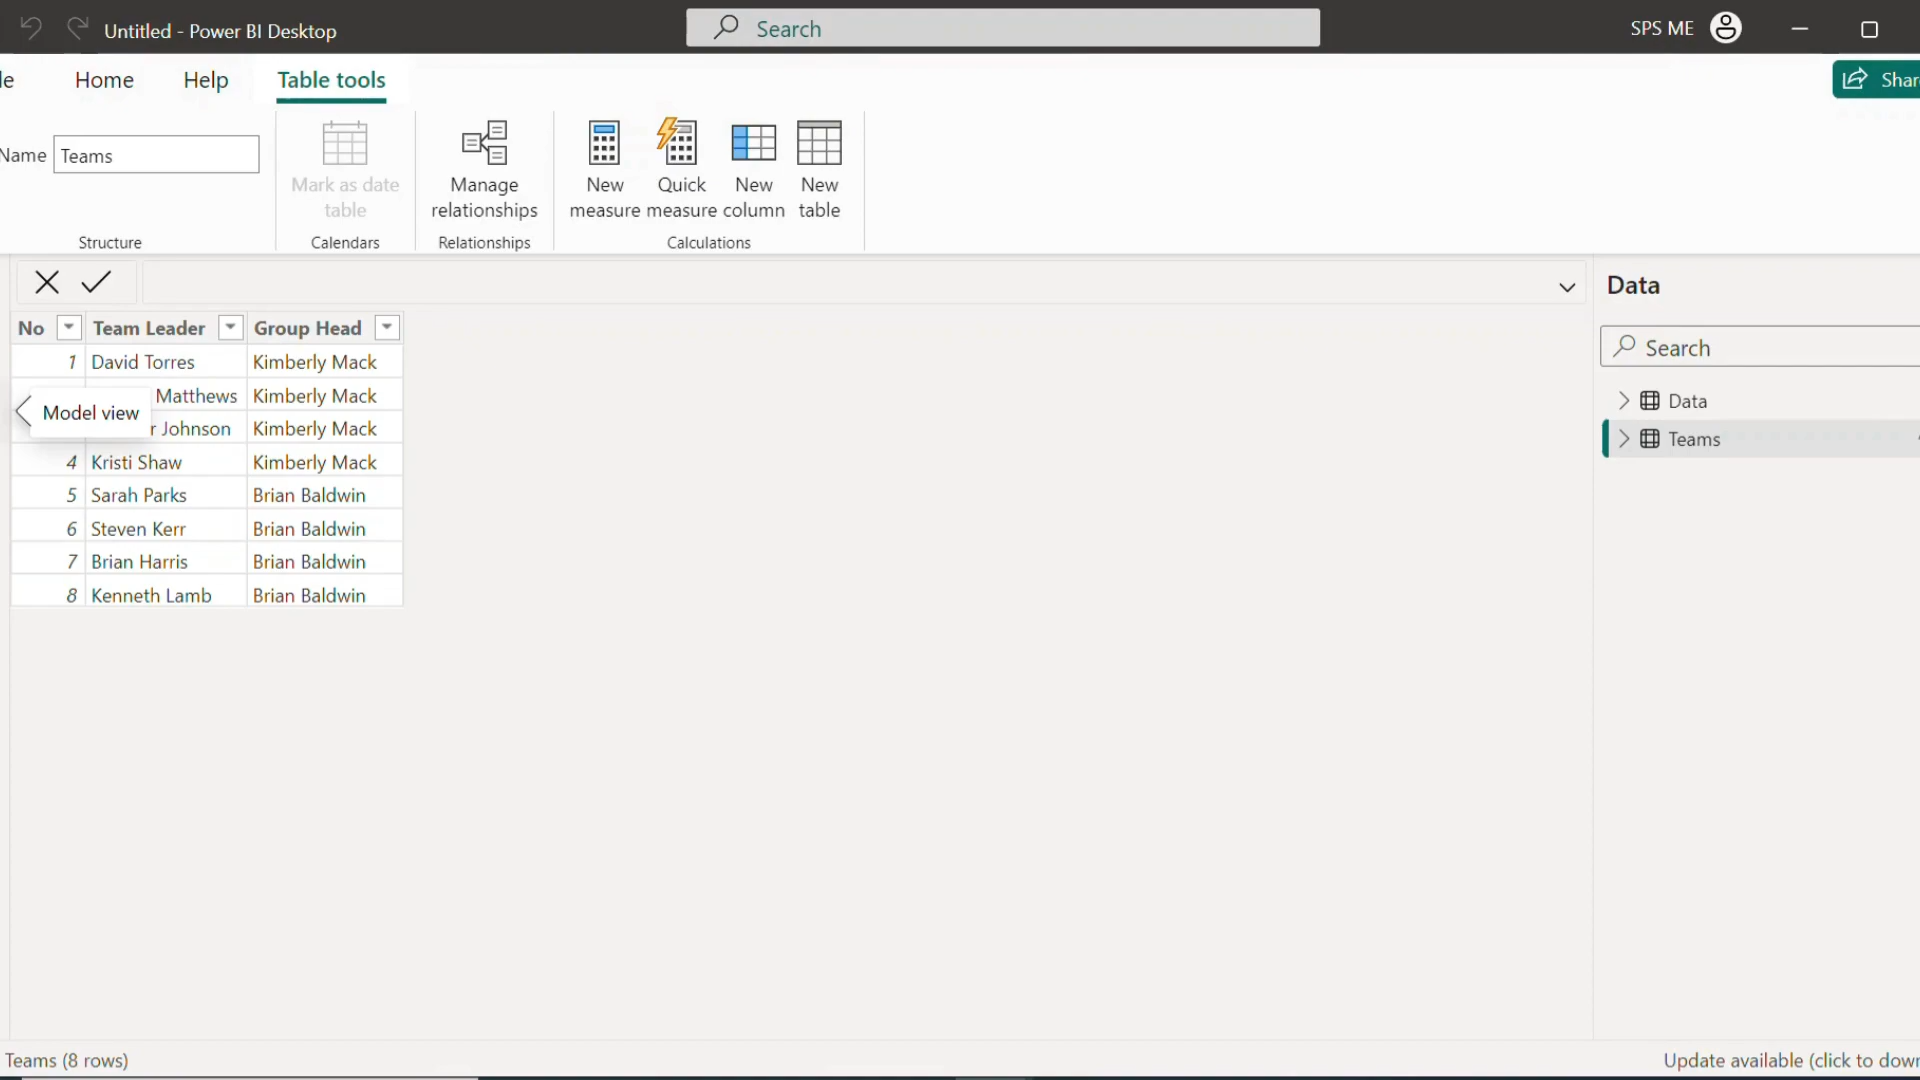 Untitled - Power BI Desktop
Search
SPS ME
Home
Help
Table tools
Name
Teams
Mark as date
table
Manage
relationships
New
measure
Quick
measure
New
column
New
table
Structure
Calendars
Relationships
Calculations
Data
Search
Data
Teams
No Team Leader Group Head
1 David Torres Kimberly Mack
Matthews Kimberly Mack
Model view
Johnson Kimberly Mack
4 Kristi Shaw Kimberly Mack
5 Sarah Parks Brian Baldwin
6 Steven Kerr Brian Baldwin
7 Brian Harris Brian Baldwin
8 Kenneth Lamb Brian Baldwin
Teams (8 rows)
Update available (click to